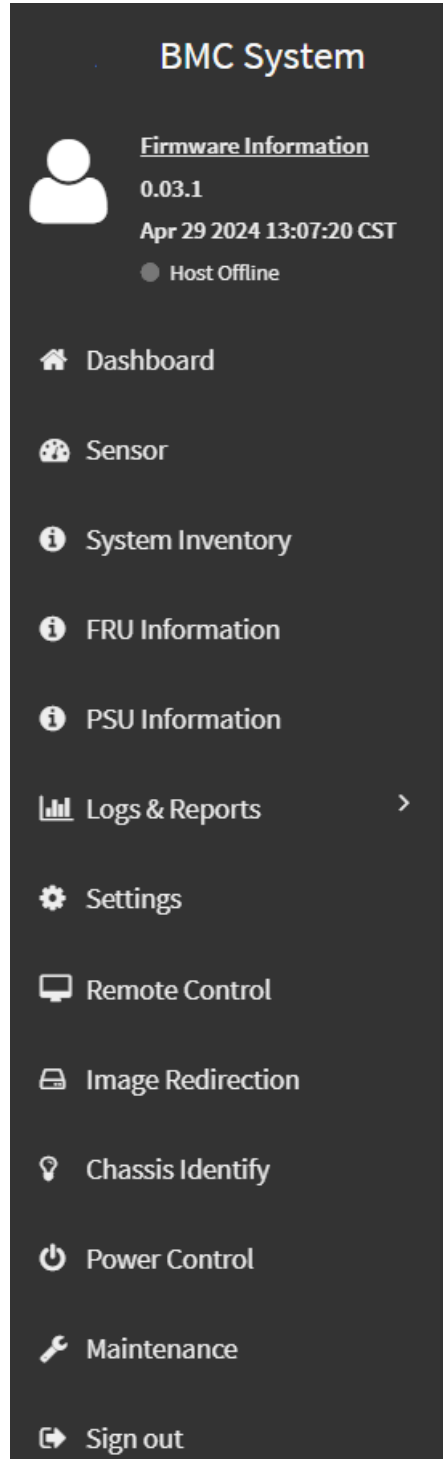 BMC System
Firmware Information
0.03.1
Apr 29 2024 13:07:20 CST
Host Offline
Dashboard
Sensor
System Inventory
FRU Information
PSU Information
Logs & Reports
Settings
Remote Control
Image Redirection
Chassis Identify
Power Control
Maintenance
Sign out